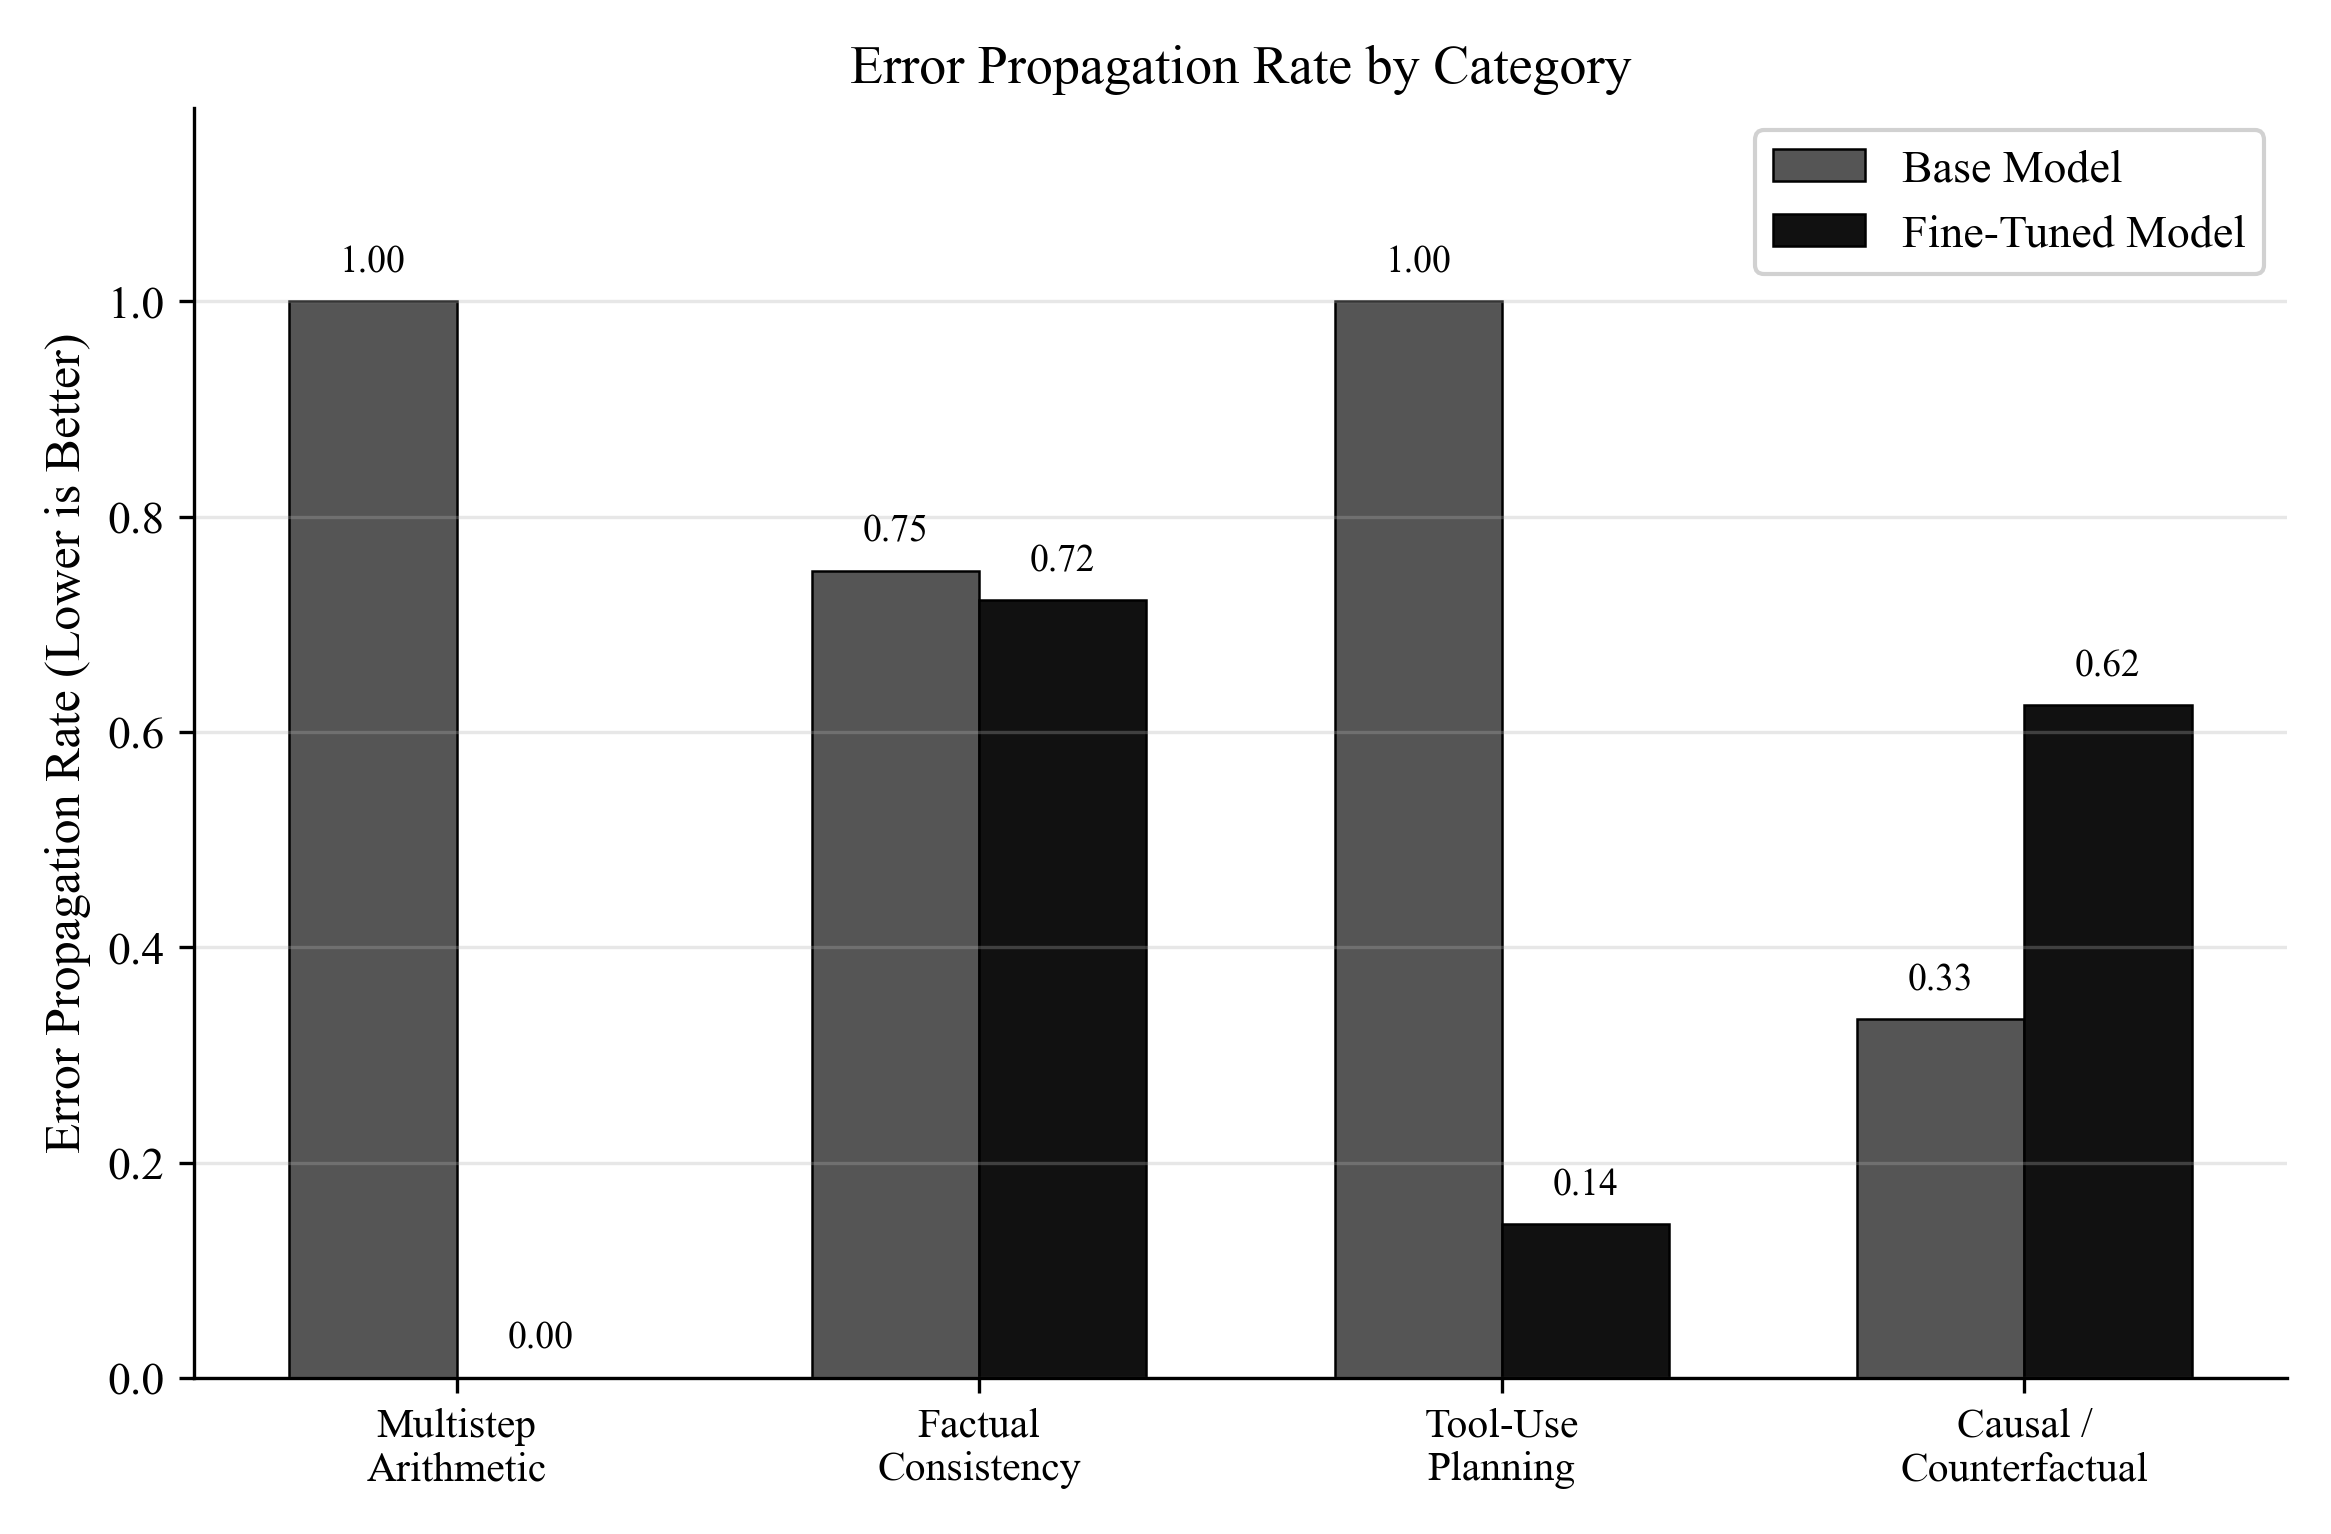 Error Propagation Rate by Category
Base Model
Fine-Tuned Model
Error Propagation Rate (Lower is Better)
1.0
0.8
0.6
0.4
0.2
0.0
1.00
0.00
0.75
0.72
1.00
0.14
0.33
0.62
Multistep
Arithmetic
Factual
Consistency
Tool-Use
Planning
Causal /
Counterfactual